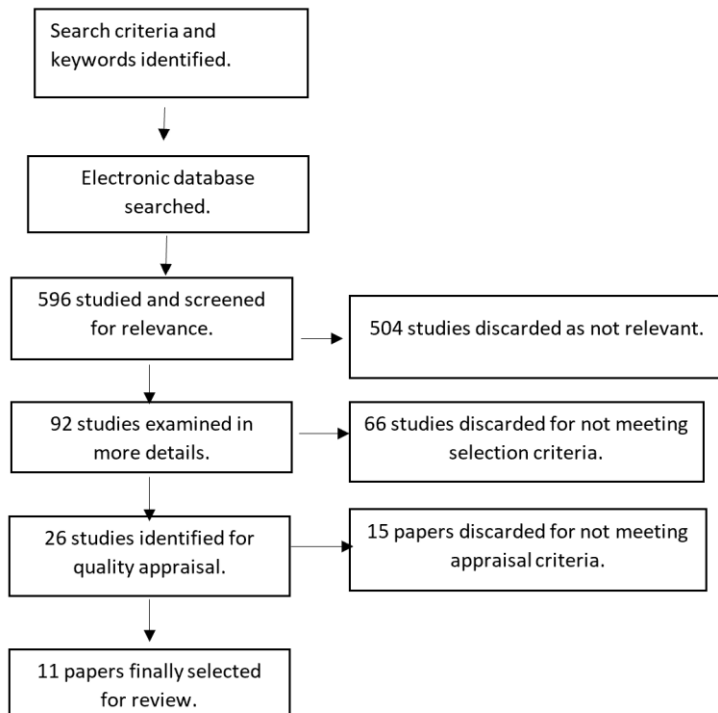 Search criteria and
keywords identified.
Electronic database
searched.
596 studied and screened
for relevance.
504 studies discarded as not relevant.
92 studies examined in
more details.
66 studies discarded for not meeting
selection criteria.
26 studies identified for
quality appraisal.
15 papers discarded for not meeting
appraisal criteria.
11 papers finally selected
for review.